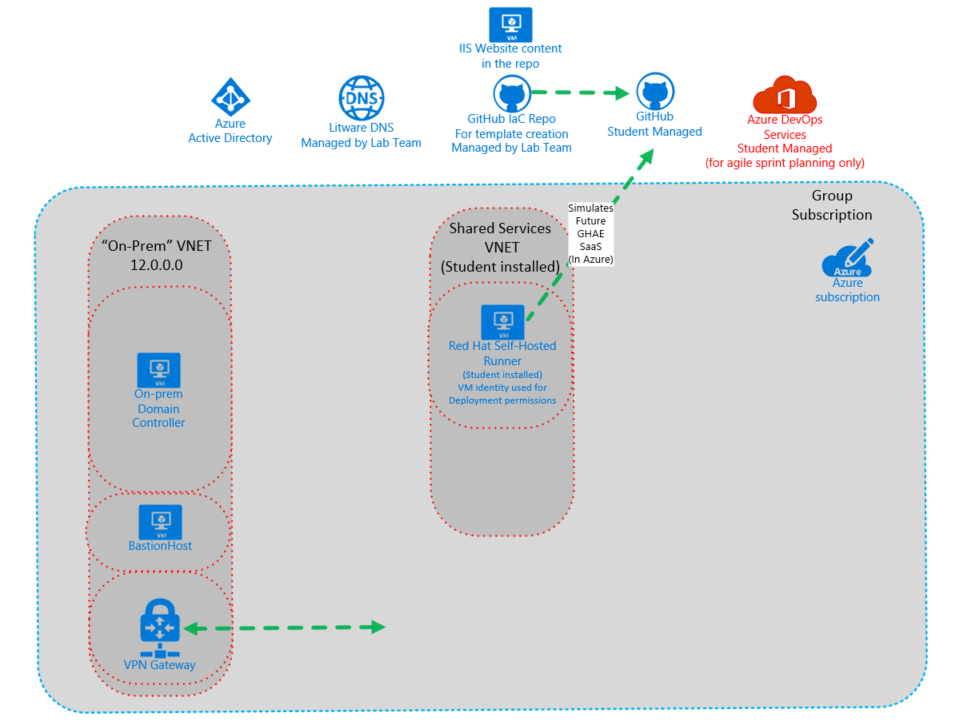 VM
IIS Website content
in the repo
Azure
Active Directory
DNS
Litware DNS
Managed by Lab Team
GitHub IaC Repo
For template creation
Managed by Lab Team
GitHub
Student Managed
Azure DevOps
Services
Student Managed
(for agile sprint planning only)
Group
Subscription
Azure
Azure
subscription
Simulates
Future
GHAE
SaaS
(In Azure)
“On-Prem” VNET
12.0.0.0
Shared Services
VNET
(Student installed)
VM
Red Hat Self-Hosted
Runner
(Student installed)
VM identity used for
Deployment permissions
VM
On-prem
Domain
Controller
VM
BastionHost
VPN Gateway